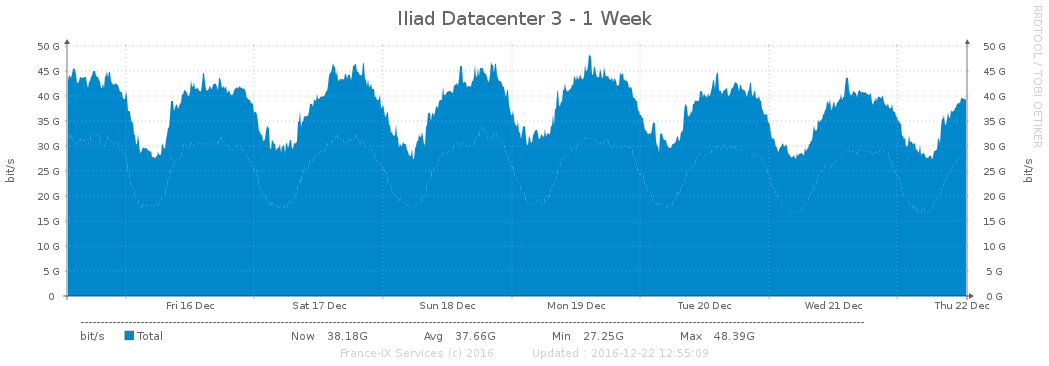 Iliad Datacenter 3 - 1 Week
RRDTOOL / TOBI OETIKER
50 G 50 G
45 G 45 G
40 G 40 G
35 G 35 G
30 G 30 G
25 G 25 G
20 G 20 G
15 G 15 G
10 G 10 G
5 G 5 G
0 0 G
bit/s bit/s
Fri 16 Dec Sat 17 Dec Sun 18 Dec Mon 19 Dec Tue 20 Dec Wed 21 Dec Thu 22 Dec
bit/s Total Now 38.18G Avg 37.66G Min 27.25G Max 48.39G
France-IX Services (c) 2016 Updated : 2016-12-22 12:55:09